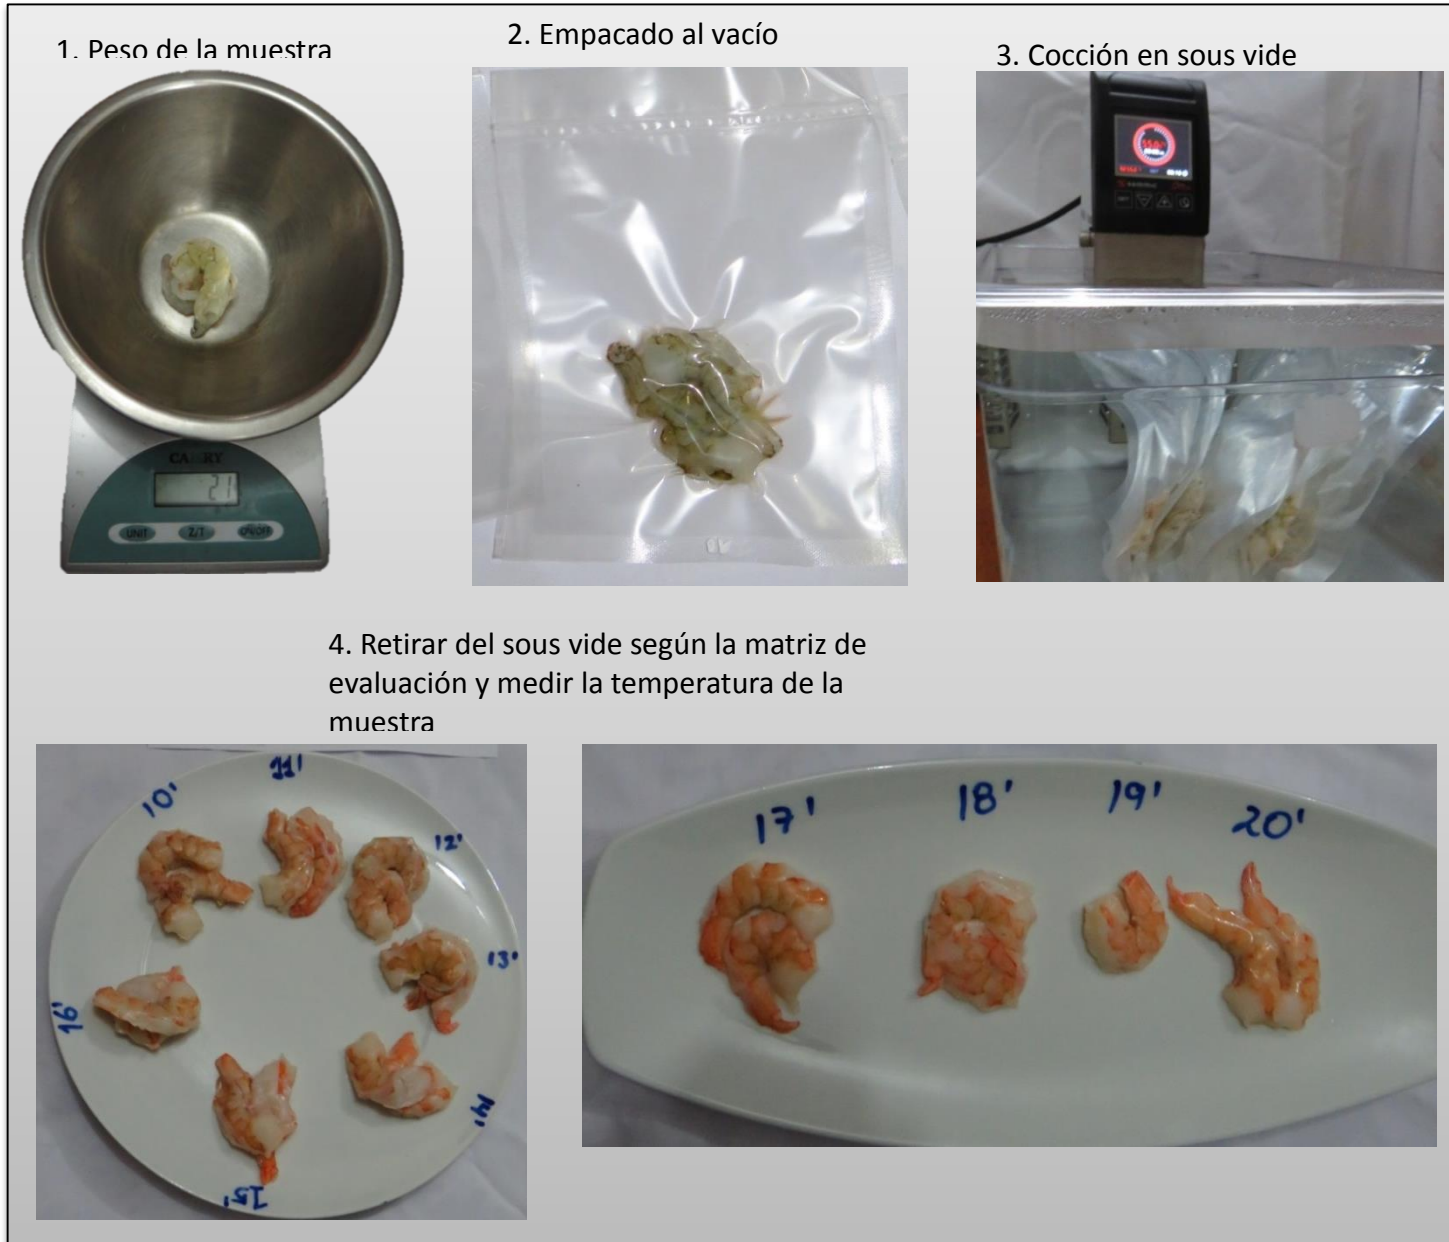 1. Peso de la muestra
2. Empacado al vacío
3. Cocción en sous vide
CAMRY
21
UNIT
Z/T
ON/OFF
SET
4. Retirar del sous vide según la matriz de
evaluación y medir la temperatura de la
muestra
10'
11'
12'
13'
14'
15'
16'
17'
18'
19'
20'